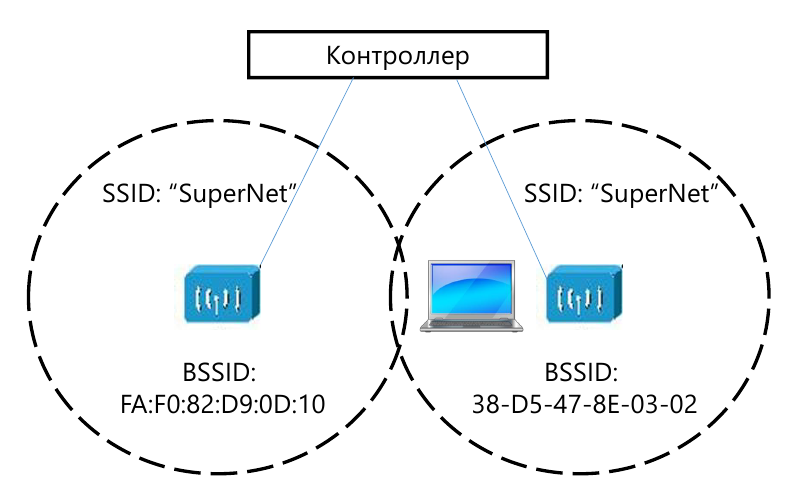 Контроллер
SSID: “SuperNet”
SSID: “SuperNet”
BSSID:
FA:F0:82:D9:0D:10
BSSID:
38-D5-47-8E-03-02